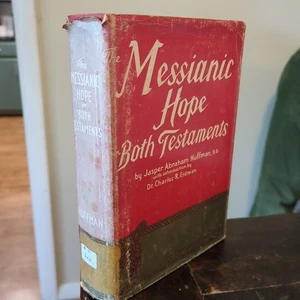 The
Messianic
Hope
Both Testaments
by Jasper Abraham Huffman, D.D.
with introduction by
Dr. Charles R. Erdman
The
MESSIANIC
HOPE
in
BOTH
TESTAMENTS
HUFFMAN